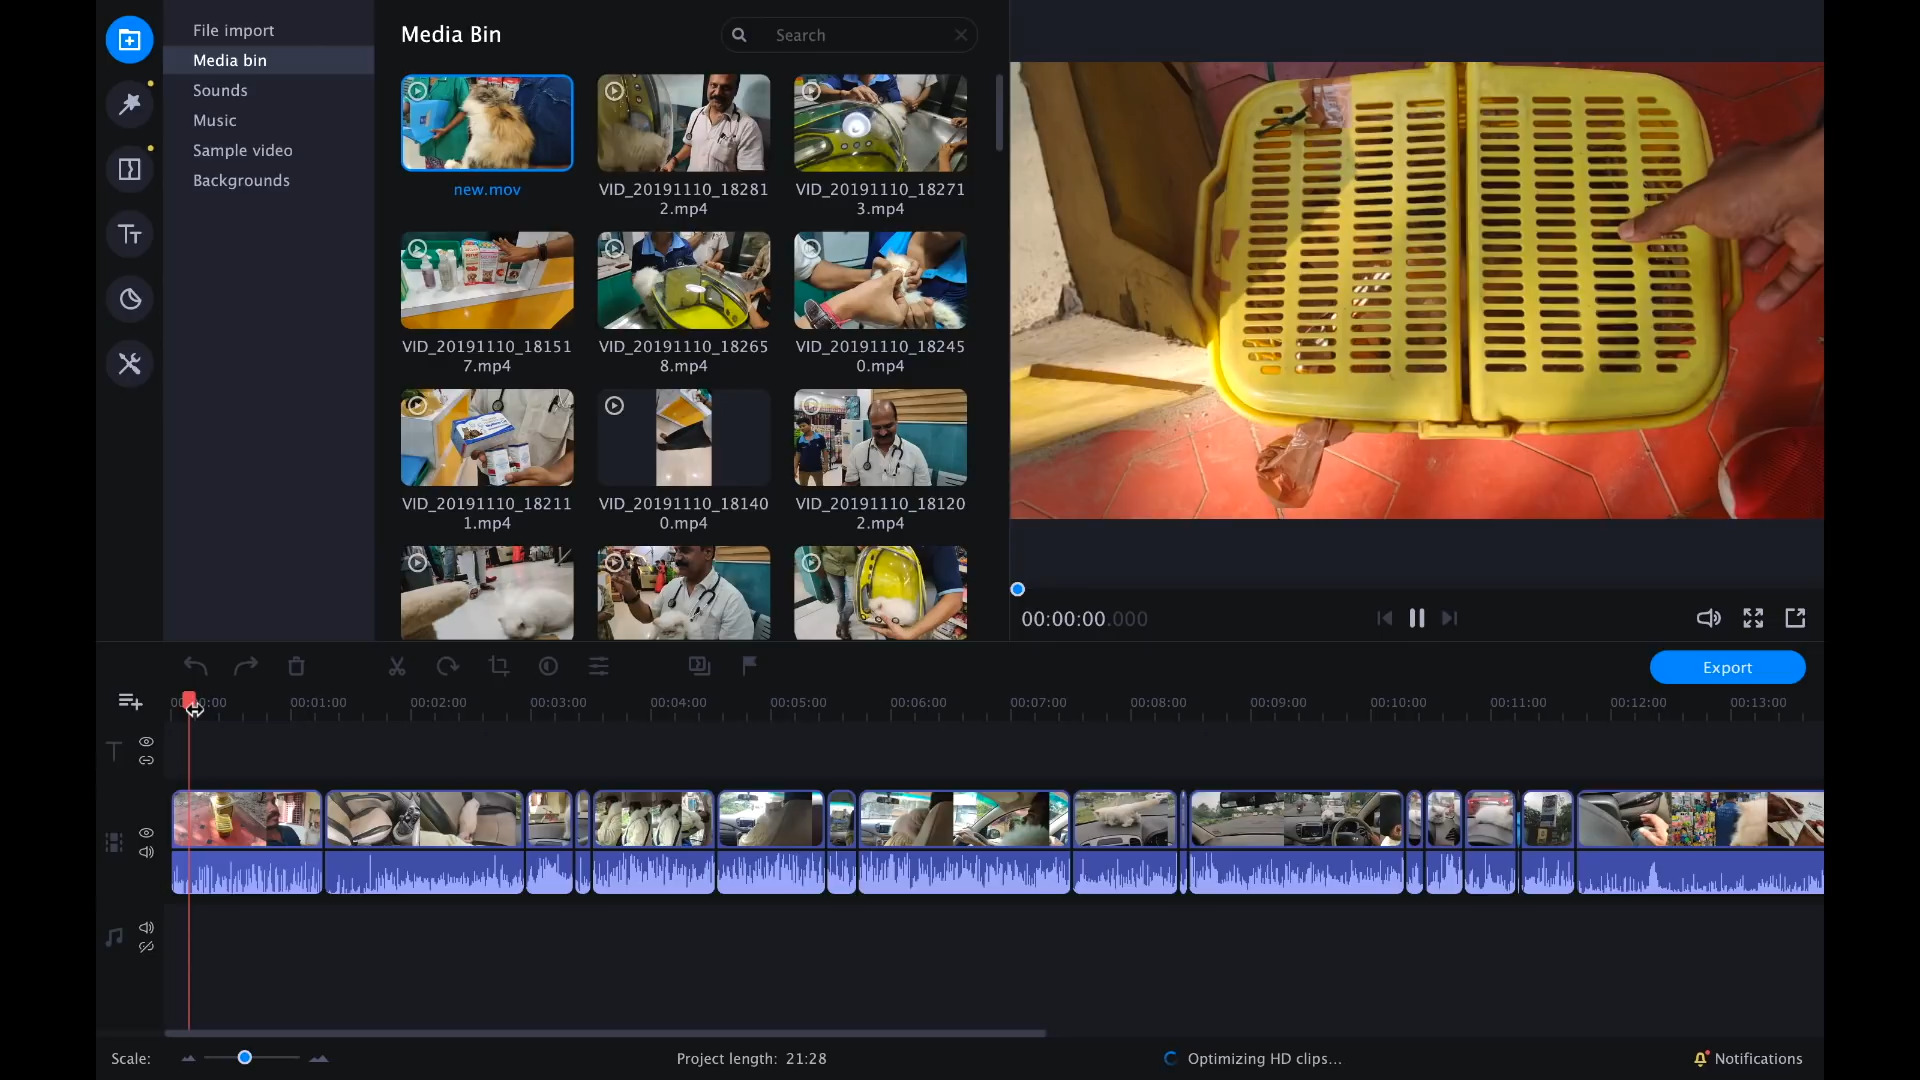 File import
Media bin
Sounds
Music
Sample video
Backgrounds
Media Bin
Search
new.mov
VID_20191110_18281
2.mp4
VID_20191110_18271
3.mp4
VID_20191110_18151
7.mp4
VID_20191110_18265
8.mp4
VID_20191110_18245
0.mp4
VID_20191110_18211
1.mp4
VID_20191110_18140
0.mp4
VID_20191110_18120
2.mp4
00:00:00.000
Export
00:01:00
00:02:00
00:03:00
00:04:00
00:05:00
00:06:00
00:07:00
00:08:00
00:09:00
00:10:00
00:11:00
00:12:00
00:13:00
Scale:
Project length: 21:28
Optimizing HD clips...
Notifications